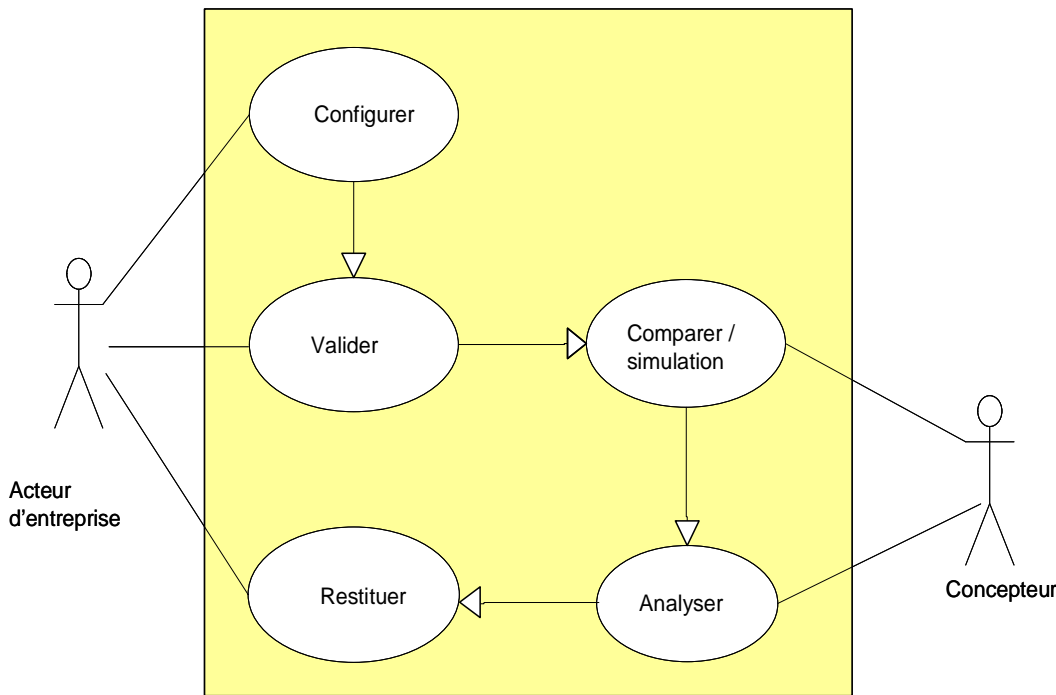 Configurer
Valider
Comparer /
simulation
Acteur
d'entreprise
Restituer
Analyser
Concepteur